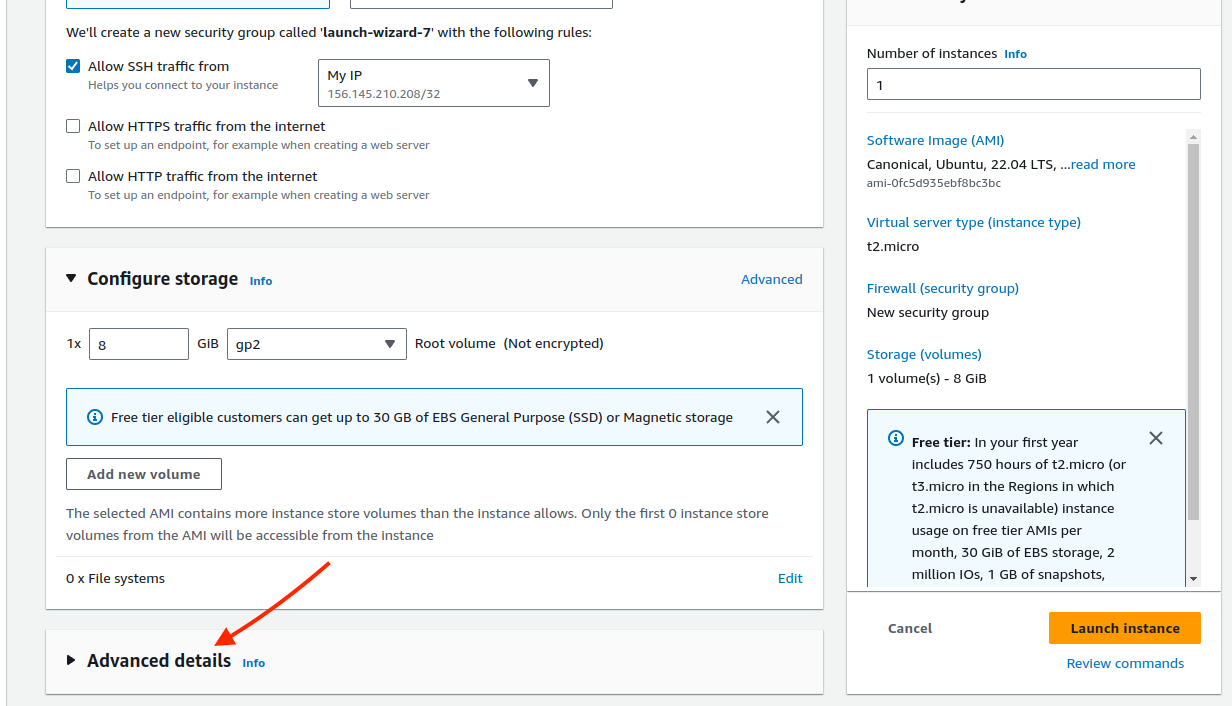 We'll create a new security group called 'launch-wizard-7' with the following rules:
Allow SSH traffic from
Helps you connect to your instance
My IP
156.145.210.208/32
Allow HTTPS traffic from the internet
To set up an endpoint, for example when creating a web server
Allow HTTP traffic from the internet
To set up an endpoint, for example when creating a web server
Configure storage Info
Advanced
1x 8 GiB gp2 Root volume (Not encrypted)
Free tier eligible customers can get up to 30 GB of EBS General Purpose (SSD) or Magnetic storage
Add new volume
The selected AMI contains more instance store volumes than the instance allows. Only the first 0 instance store
volumes from the AMI will be accessible from the instance
0 x File systems
Edit
Advanced details Info
Number of instances Info
1
Software Image (AMI)
Canonical, Ubuntu, 22.04 LTS, ...read more
ami-0fc5d935ebf8bc3bc
Virtual server type (instance type)
t2.micro
Firewall (security group)
New security group
Storage (volumes)
1 volume(s) - 8 GiB
Free tier: In your first year
includes 750 hours of t2.micro (or
t3.micro in the Regions in which
t2.micro is unavailable) instance
usage on free tier AMIs per
month, 30 GiB of EBS storage, 2
million IOs, 1 GB of snapshots,
Cancel
Launch instance
Review commands